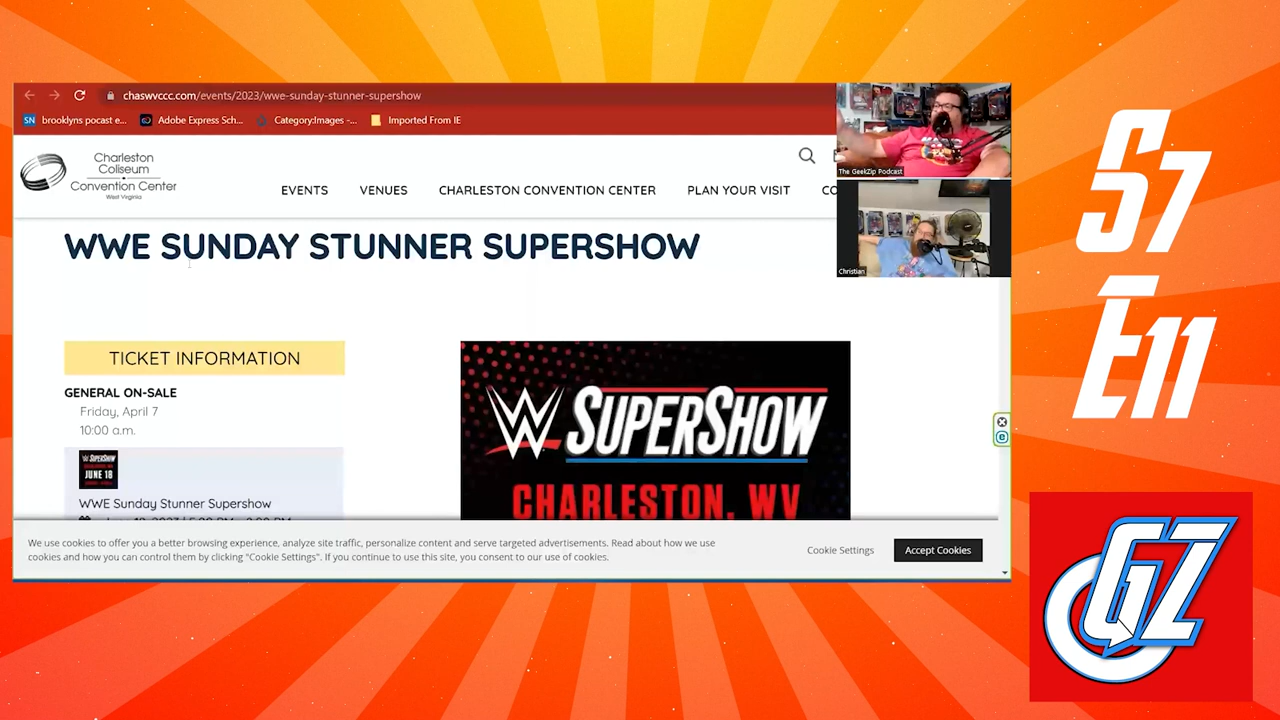 chaswvccc.com/events/2023/wwe-sunday-stunner-supershow
SN brooklyns pocast e... Adobe Express Sch... Category:Images -... Imported From IE
Charleston
Coliseum
Convention Center
West Virginia
EVENTS VENUES CHARLESTON CONVENTION CENTER PLAN YOUR VISIT CO
The GeekZip Podcast
Christian
WWE SUNDAY STUNNER SUPERSHOW
TICKET INFORMATION
GENERAL ON-SALE
Friday, April 7
10:00 a.m.
SUPERSHOW
JUNE 18
WWE Sunday Stunner Supershow
W SUPERSHOW
CHARLESTON, WV
We use cookies to offer you a better browsing experience, analyze site traffic, personalize content and serve targeted advertisements. Read about how we use
cookies and how you can control them by clicking "Cookie Settings". If you continue to use this site, you consent to our use of cookies.
Cookie Settings Accept Cookies
S7
E11
GZ